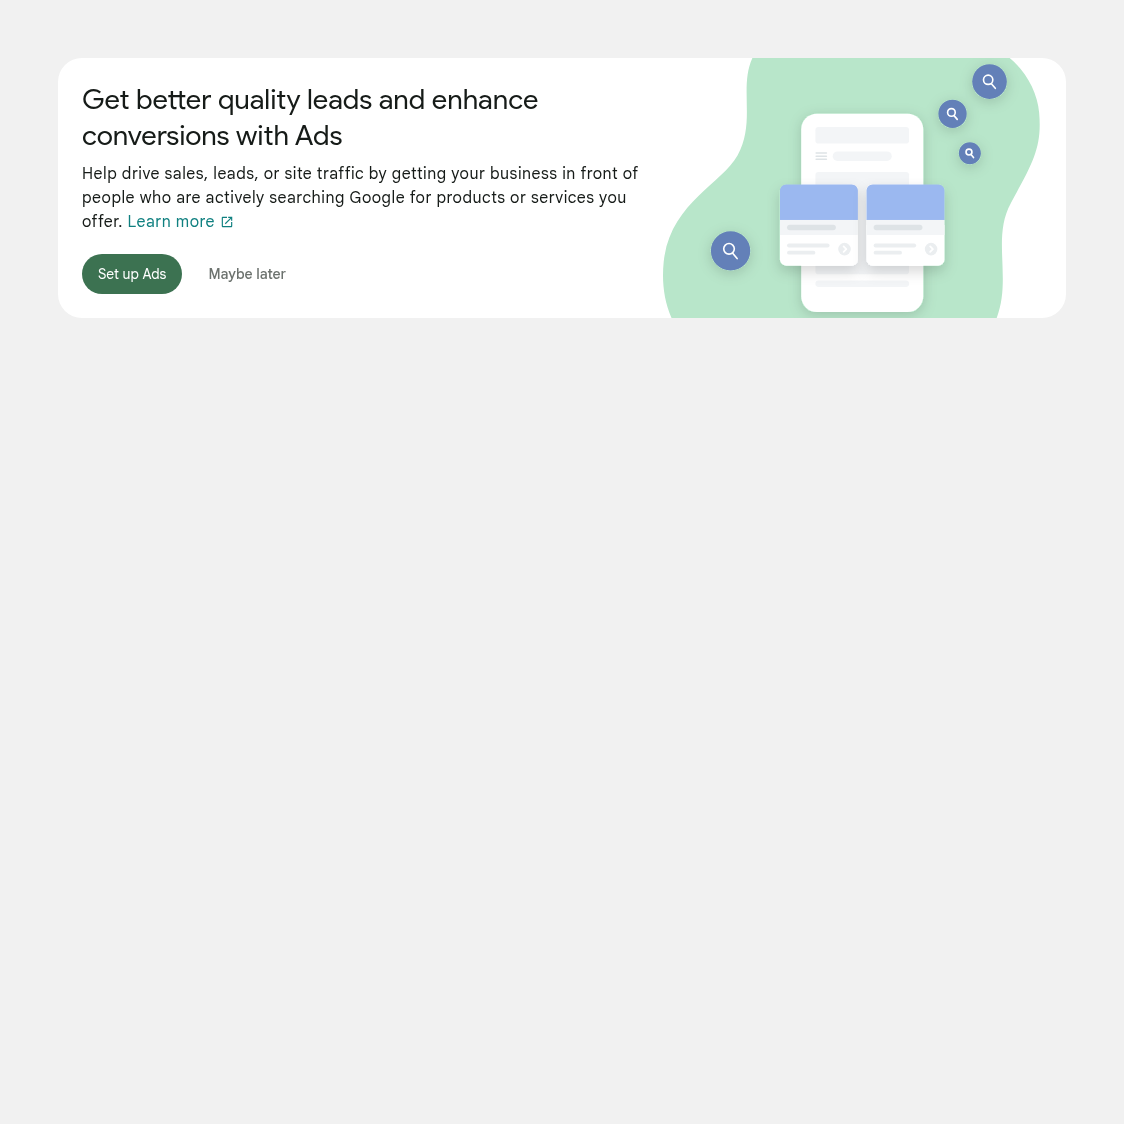 Get better quality leads and enhance
conversions with Ads
Help drive sales, leads, or site traffic by getting your business in front of
people who are actively searching Google for products or services you
offer. Learn more
Set up Ads
Maybe later